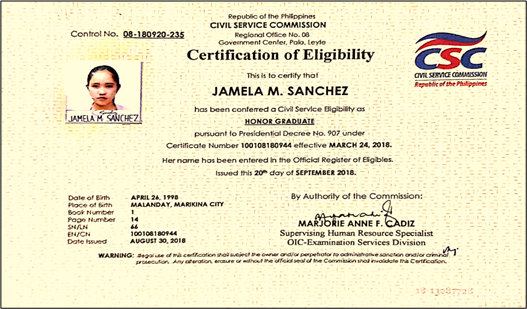 Republic of the Philippines
CIVIL SERVICE COMMISSION
Regional Office No. 08
Government Center, Palo, Leyte
Control No. 08-180920-235
Certification of Eligibility
CSC
CIVIL SERVICE COMMISSION
Republic of the Philippines
This is to certify that
JAMELA M. SANCHEZ
JAMELA M. SANCHEZ
has been conferred a Civil Service Eligibility as
HONOR GRADUATE
pursuant to Presidential Decree No. 907 under
Certificate Number 100108180944 effective MARCH 24, 2018.
Her name has been entered in the Official Register of Eligibles.
Issued this 20th day of SEPTEMBER 2018.
Date of Birth APRIL 26, 1998
Place of Birth MALANDAY, MARIKINA CITY
Book Number 1
Page Number 14
SN/LN 66
EN/CN 100108180944
Date Issued AUGUST 30, 2018
By Authority of the Commission:
MARJORIE ANNE F. CADIZ
Supervising Human Resource Specialist
OIC-Examination Services Division
WARNING: Illegal use of this certification shall subject the owner and/or perpetrator to administrative sanction and/or criminal
prosecution. Any alteration, erasure or without the official seal of the Commission shall invalidate this Certification.